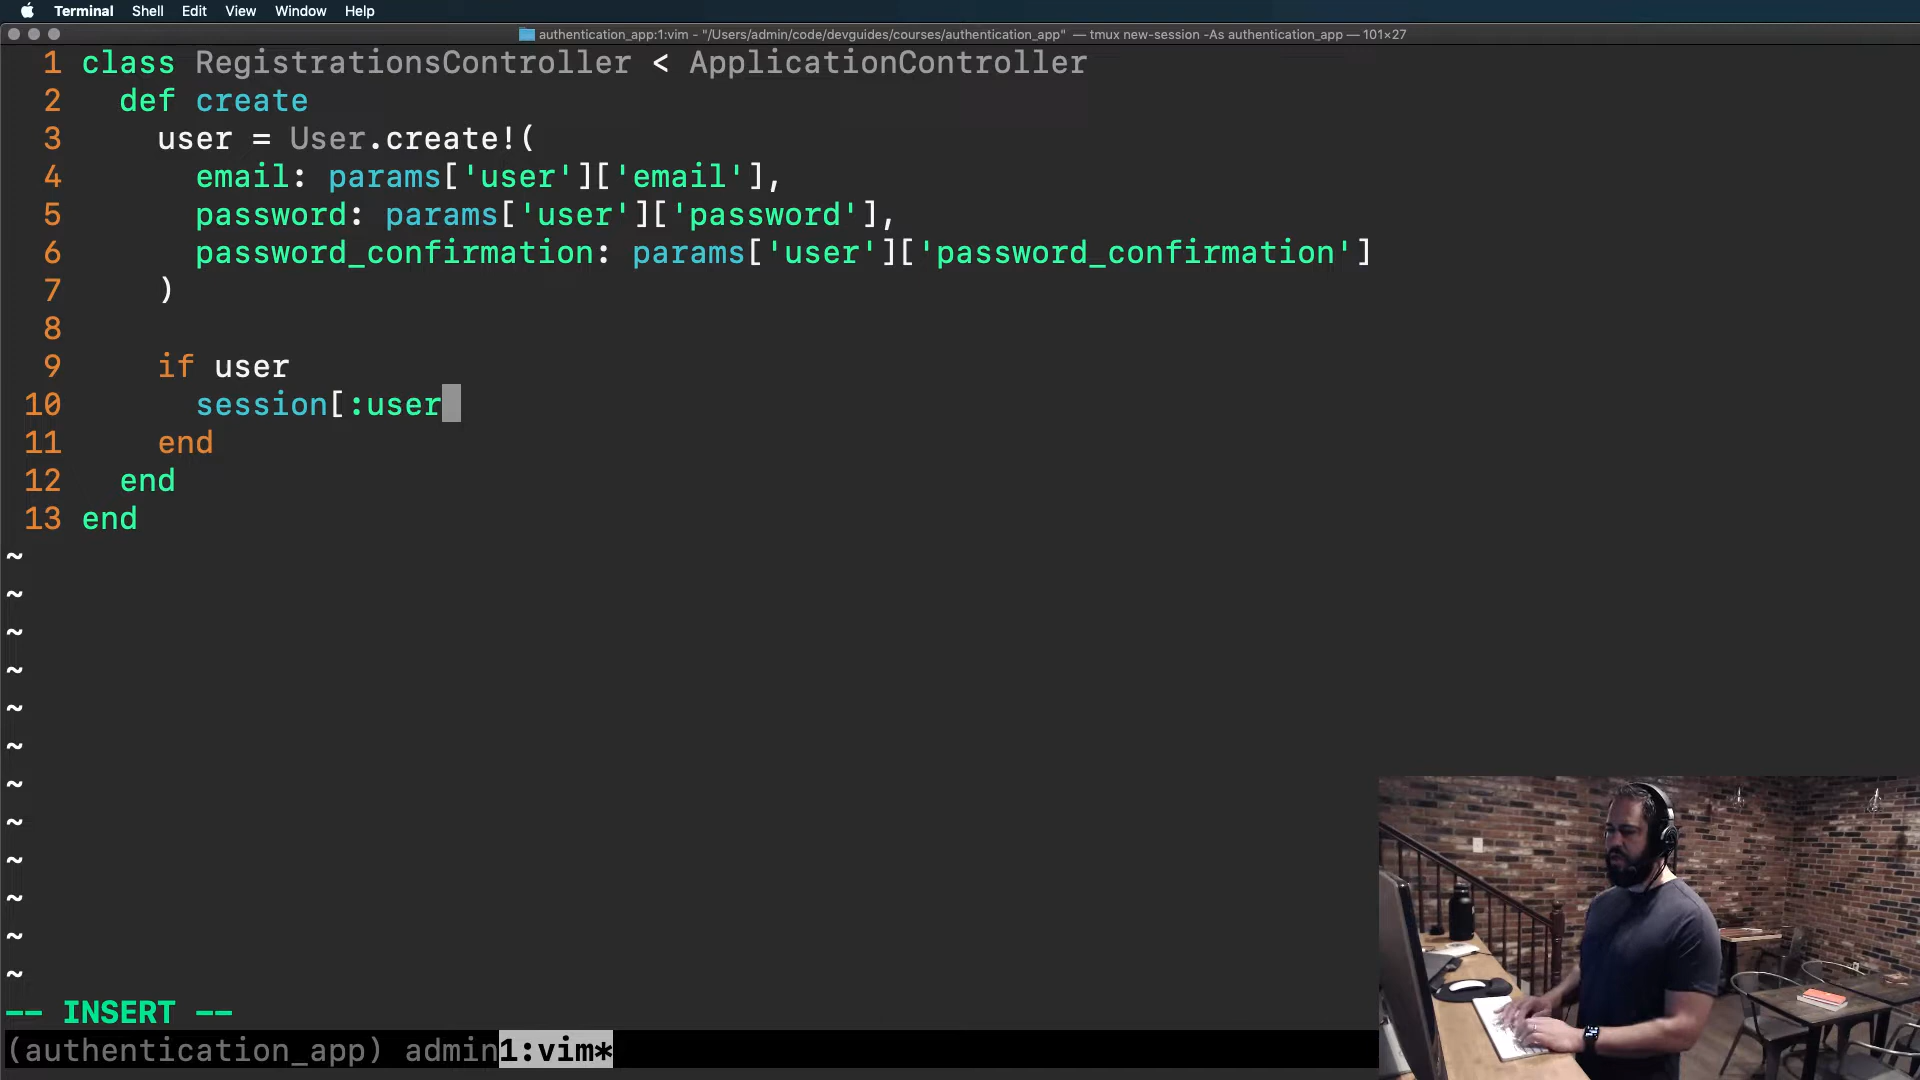 Terminal Shell Edit View Window Help
authentication_app:1:vim - "/Users/admin/code/devguides/courses/authentication_app" — tmux new-session -As authentication_app — 101×27
1 class RegistrationsController < ApplicationController
2   def create
3     user = User.create!(
4       email: params['user']['email'],
5       password: params['user']['password'],
6       password_confirmation: params['user']['password_confirmation']
7     )
8
9     if user
10       session[:user
11     end
12   end
13 end
~
~
~
~
~
~
~
~
~
~
~
~
-- INSERT --
(authentication_app) admin1:vim*